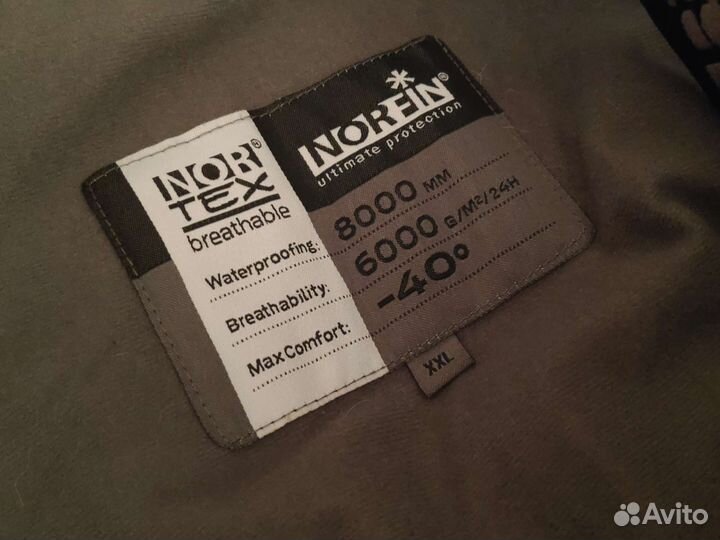 NORFIN®
ultimate protection
NOR®
TEX
breathable
Waterproofing: 8000 MM
Breathability: 6000 G/M²/24H
Max Comfort: -40°
XXL
Avito